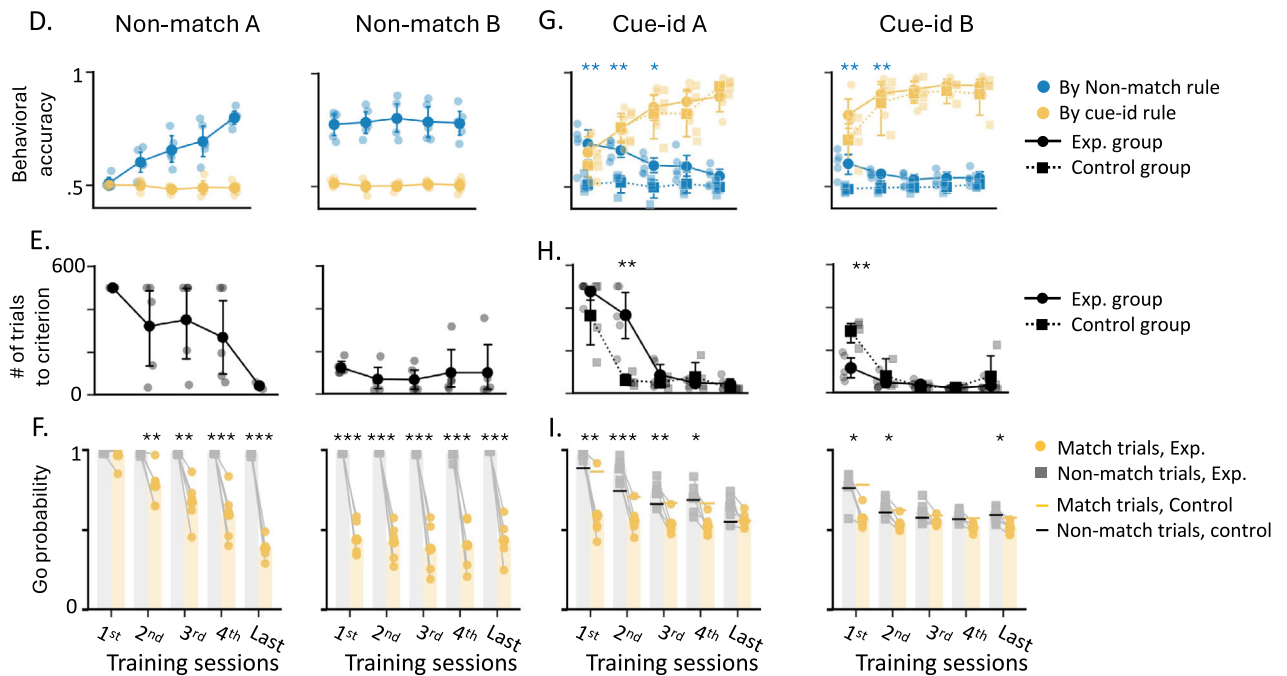 D. Non-match A Non-match B G. Cue-id A Cue-id B
** ** * ** **
1
.5
Behavioral accuracy
By Non-match rule
By cue-id rule
Exp. group
Control group
E. H.
** **
600
0
# of trials to criterion
Exp. group
Control group
F. I.
** ** *** *** *** *** *** *** *** ** *** ** * * * *
1
0
Go probability
Match trials, Exp.
Non-match trials, Exp.
Match trials, Control
Non-match trials, control
1st 2nd 3rd 4th Last 1st 2nd 3rd 4th Last 1st 2nd 3rd 4th Last 1st 2nd 3rd 4th Last
Training sessions Training sessions Training sessions Training sessions